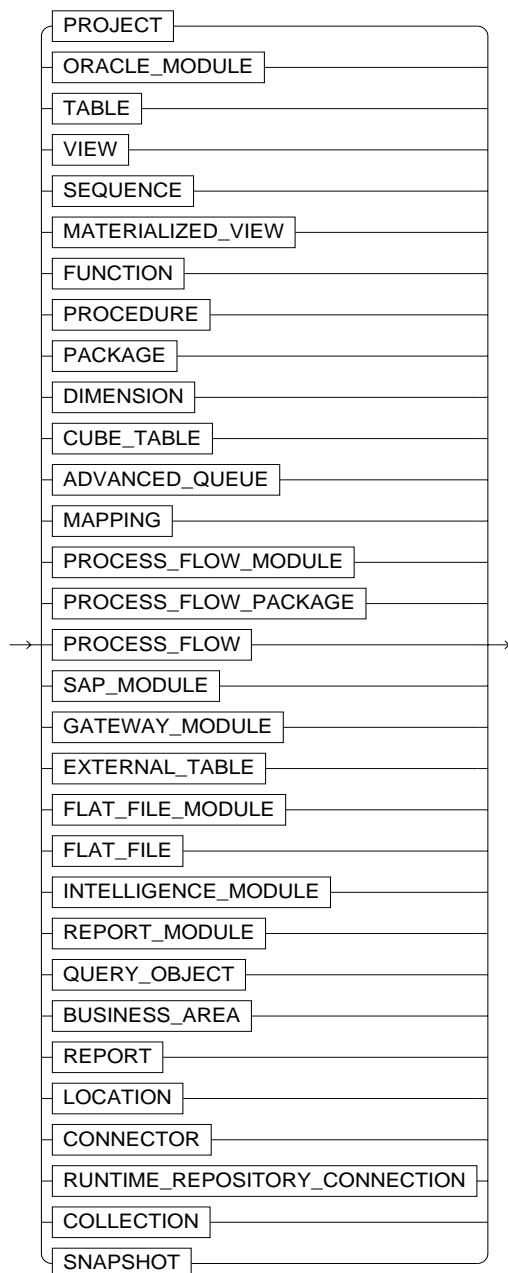 PROJECT
ORACLE_MODULE
TABLE
VIEW
SEQUENCE
MATERIALIZED_VIEW
FUNCTION
PROCEDURE
PACKAGE
DIMENSION
CUBE_TABLE
ADVANCED_QUEUE
MAPPING
PROCESS_FLOW_MODULE
PROCESS_FLOW_PACKAGE
PROCESS_FLOW
SAP_MODULE
GATEWAY_MODULE
EXTERNAL_TABLE
FLAT_FILE_MODULE
FLAT_FILE
INTELLIGENCE_MODULE
REPORT_MODULE
QUERY_OBJECT
BUSINESS_AREA
REPORT
LOCATION
CONNECTOR
RUNTIME_REPOSITORY_CONNECTION
COLLECTION
SNAPSHOT